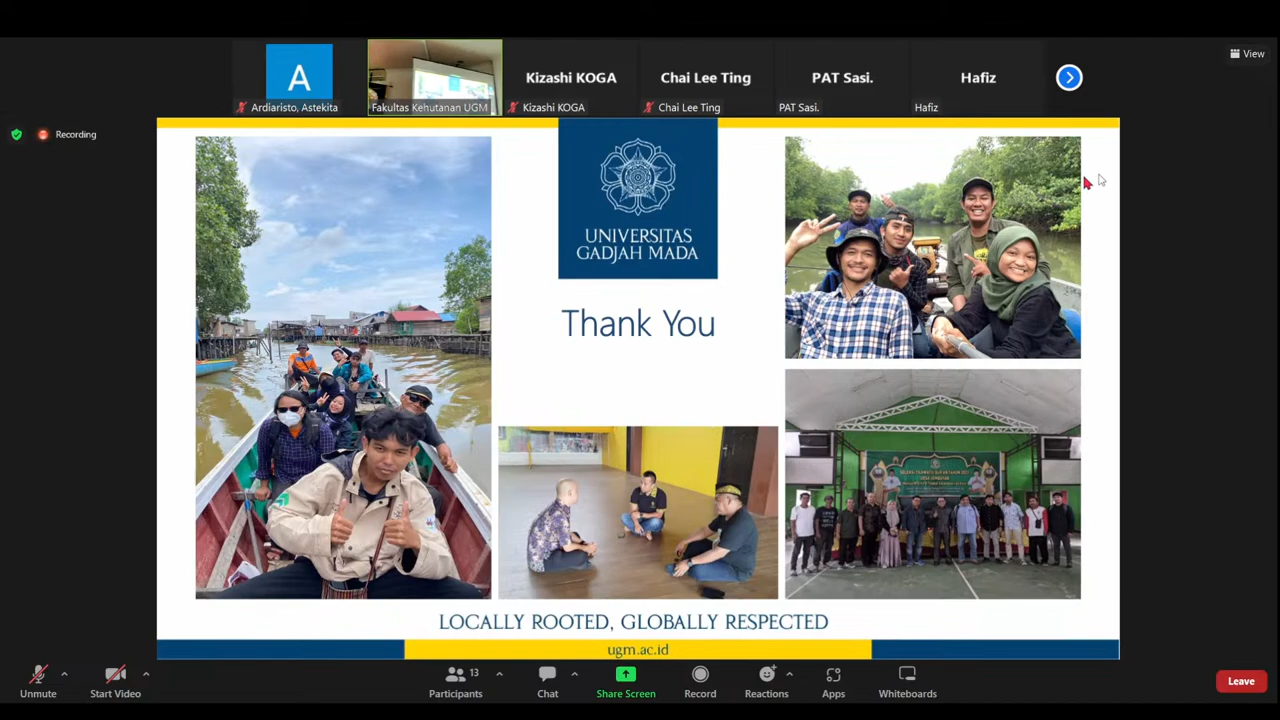 A
Ardiaristo, Astekita
Fakultas Kehutanan UGM
Kizashi KOGA
Kizashi KOGA
Chai Lee Ting
Chai Lee Ting
PAT Sasi.
PAT Sasi.
Hafiz
Hafiz
View
Recording
UNIVERSITAS
GADJAH MADA
Thank You
LOCALLY ROOTED, GLOBALLY RESPECTED
ugm.ac.id
Unmute
Start Video
Participants
13
Chat
Share Screen
Record
Reactions
Apps
Whiteboards
Leave